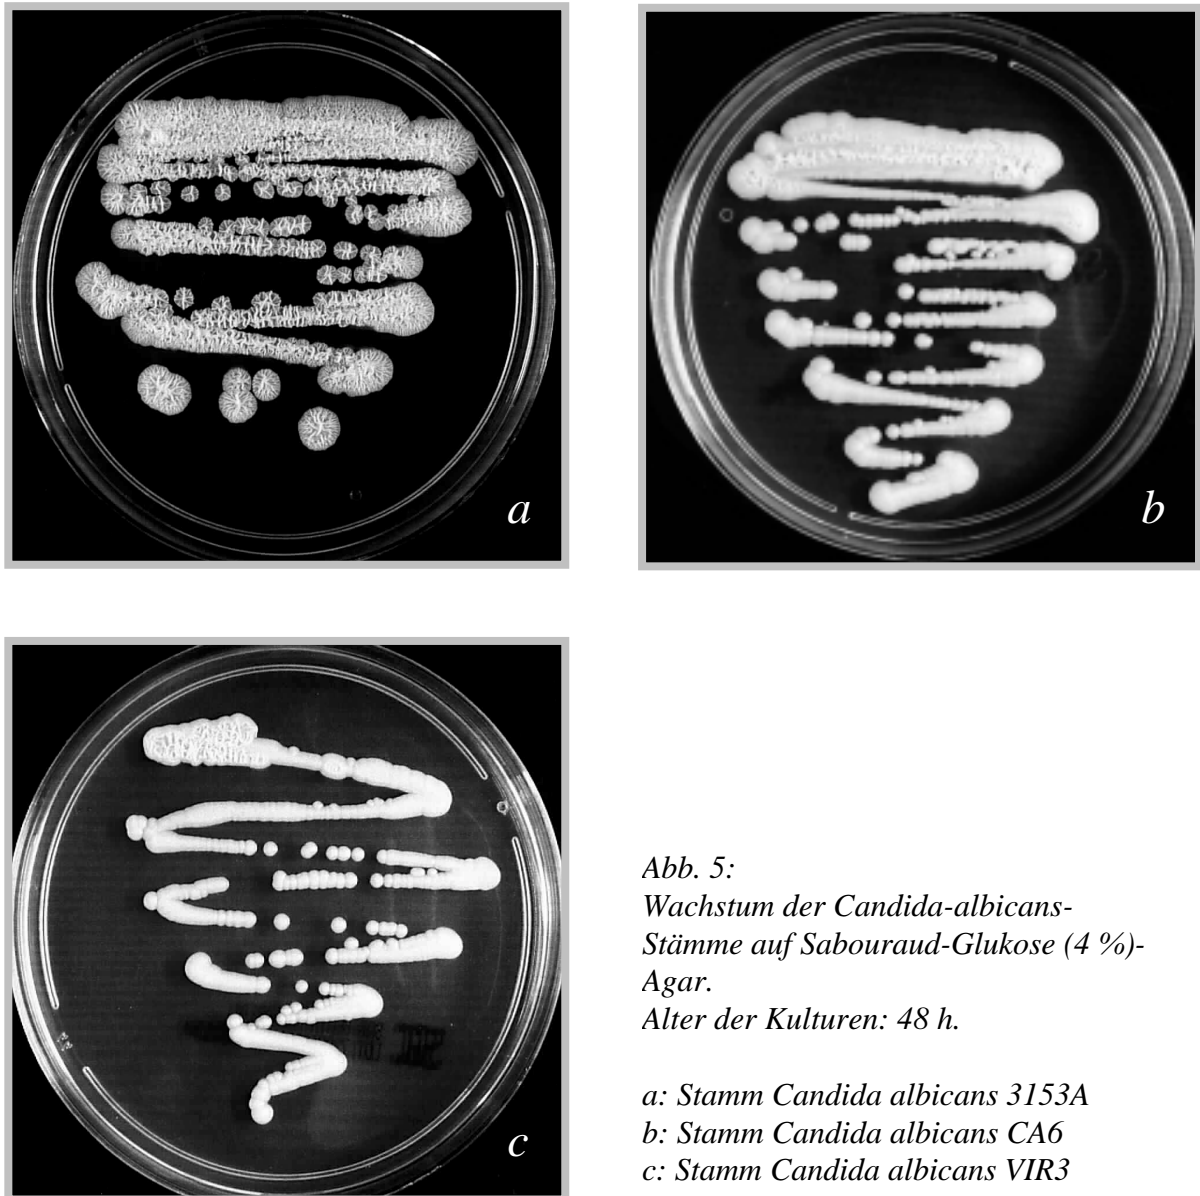 a
b
c
Abb. 5:
Wachstum der Candida-albicans-
Stämme auf Sabouraud-Glukose (4 %)-
Agar.
Alter der Kulturen: 48 h.
a: Stamm Candida albicans 3153A
b: Stamm Candida albicans CA6
c: Stamm Candida albicans VIR3